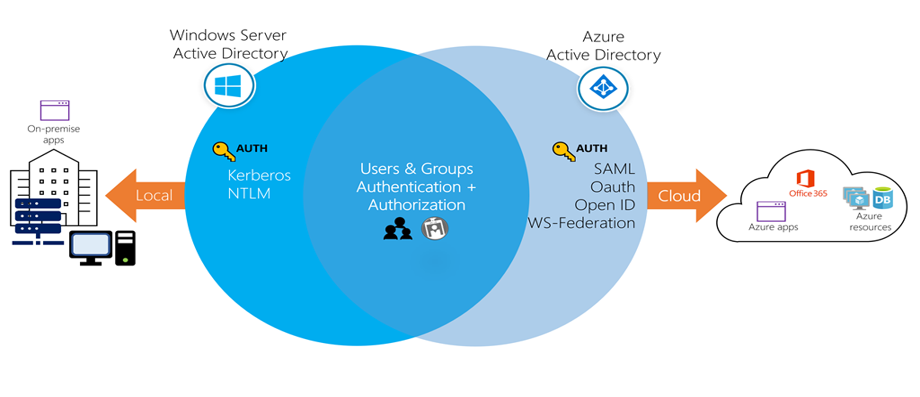 Windows Server
Active Directory
Azure
Active Directory
On-premise
apps
AUTH
Kerberos
NTLM
Users & Groups
Authentication +
Authorization
AUTH
SAML
Oauth
Open ID
WS-Federation
Local
Cloud
Office 365
DB
Azure apps
Azure
resources